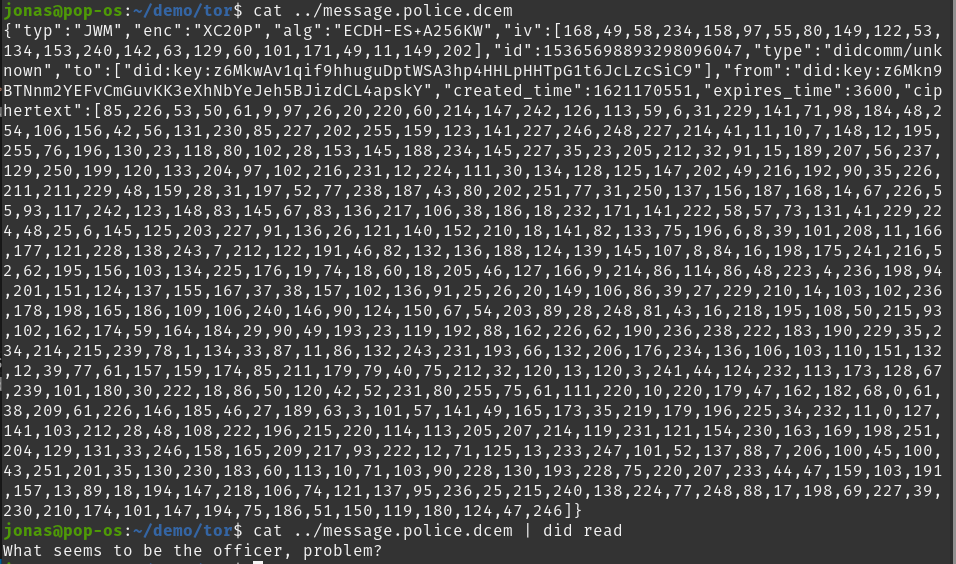 jonas@pop-os:~/demo/tor$ cat ../message.police.dcem
{"typ":"JWM","enc":"XC20P","alg":"ECDH-ES+A256KW","iv":[168,49,58,234,158,97,55,80,149,122,53,
134,153,240,142,63,129,60,101,171,49,11,149,202],"id":15365698893298096047,"type":"didcomm/unk
nown","to":["did:key:z6MkwAv1qif9hhuguDptWSA3hp4HHLpHHTpG1t6JcLzcSiC9"],"from":"did:key:z6Mkn9
BTNnm2YEFvCmGuvKK3eXhNbYeJeh5BJizdCL4apskY","created_time":1621170551,"expires_time":3600,"cip
hertext":[85,226,53,50,61,9,97,26,20,220,60,214,147,242,126,113,59,6,31,229,141,71,98,184,48,2
54,106,156,42,56,131,230,85,227,202,255,159,123,141,227,246,248,227,214,41,11,10,7,148,12,195,
255,76,196,130,23,118,80,102,28,153,145,188,234,145,227,35,23,205,212,32,91,15,189,207,56,237,
129,250,199,120,133,204,97,102,216,231,12,224,111,30,134,128,125,147,202,49,216,192,90,35,226,
211,211,229,48,159,28,31,197,52,77,238,187,43,80,202,251,77,31,250,137,156,187,168,14,67,226,5
5,93,117,242,123,148,83,145,67,83,136,217,106,38,186,18,232,171,141,222,58,57,73,131,41,229,22
4,48,25,6,145,125,203,227,91,136,26,121,140,152,210,18,141,82,133,75,196,6,8,39,101,208,11,166
,177,121,228,138,243,7,212,122,191,46,82,132,136,188,124,139,145,107,8,84,16,198,175,241,216,5
2,62,195,156,103,134,225,176,19,74,18,60,18,205,46,127,166,9,214,86,114,86,48,223,4,236,198,94
,201,151,124,137,155,167,37,38,157,102,136,91,25,26,20,149,106,86,39,27,229,210,14,103,102,236
,178,198,165,186,109,106,240,146,90,124,150,67,54,203,89,28,248,81,43,16,218,195,108,50,215,93
,102,162,174,59,164,184,29,90,49,193,23,119,192,88,162,226,62,190,236,238,222,183,190,229,35,2
34,214,215,239,78,1,134,33,87,11,86,132,243,231,193,66,132,206,176,234,136,106,103,110,151,132
,12,39,77,61,157,159,174,85,211,179,79,40,75,212,32,120,13,120,3,241,44,124,232,113,173,128,67
,239,101,180,30,222,18,86,50,120,42,52,231,80,255,75,61,111,220,10,220,179,47,162,182,68,0,61,
38,209,61,226,146,185,46,27,189,63,3,101,57,141,49,165,173,35,219,179,196,225,34,232,11,0,127,
141,103,212,28,48,108,222,196,215,220,114,113,205,207,214,119,231,121,154,230,163,169,198,251,
204,129,131,33,246,158,165,209,217,93,222,12,71,125,13,233,247,101,52,137,88,7,206,100,45,100,
43,251,201,35,130,230,183,60,113,10,71,103,90,228,130,193,228,75,220,207,233,44,47,159,103,191
,157,13,89,18,194,147,218,106,74,121,137,95,236,25,215,240,138,224,77,248,88,17,198,69,227,39,
230,210,174,101,147,194,75,186,51,150,119,180,124,47,246]}
jonas@pop-os:~/demo/tor$ cat ../message.police.dcem | did read
What seems to be the officer, problem?